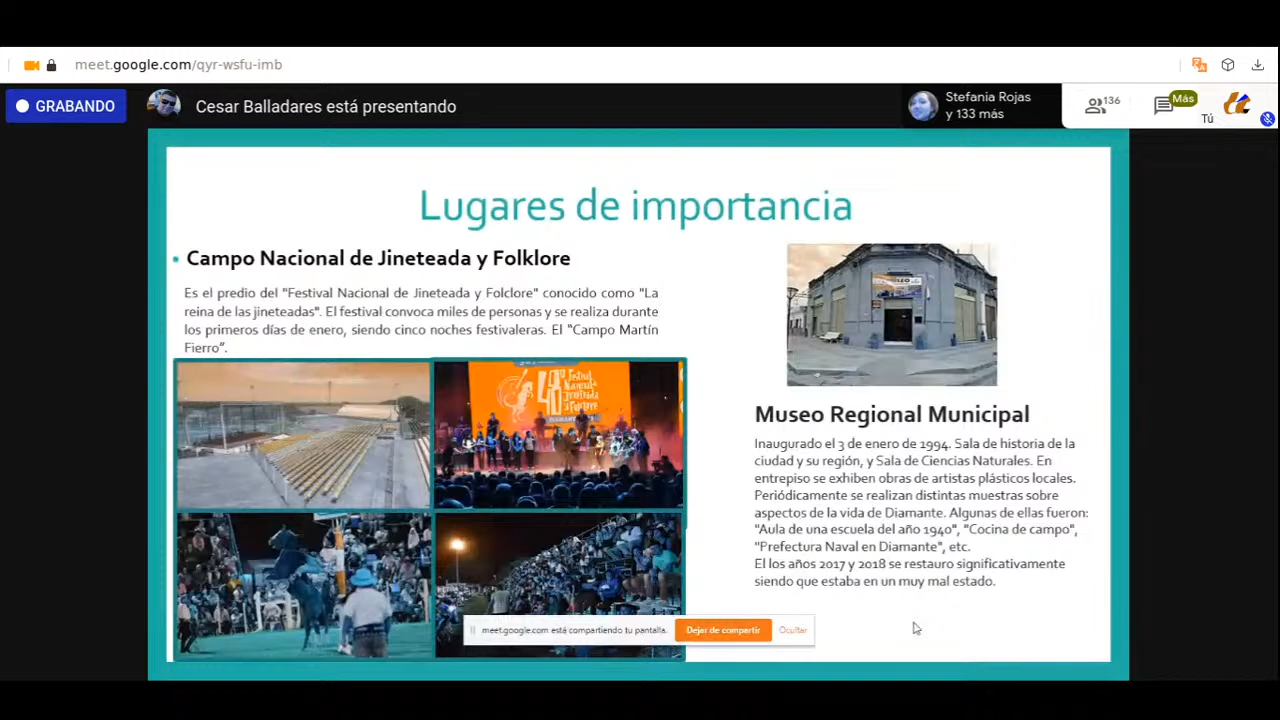 meet.google.com/qyr-wsfu-imb
GRABANDO
Cesar Balladares está presentando
Stefania Rojas
y 133 más
136
Más
Tú
Lugares de importancia
• Campo Nacional de Jineteada y Folklore
Es el predio del "Festival Nacional de Jineteada y Folclore" conocido como "La
reina de las jineteadas". El festival convoca miles de personas y se realiza durante
los primeros días de enero, siendo cinco noches festivaleras. El "Campo Martín
Fierro".
48º
Festival
Nacional
Jineteada
y Folklore
Museo Regional Municipal
Inaugurado el 3 de enero de 1994. Sala de historia de la
ciudad y su región, y Sala de Ciencias Naturales. En
entrepiso se exhiben obras de artistas plásticos locales.
Periódicamente se realizan distintas muestras sobre
aspectos de la vida de Diamante. Algunas de ellas fueron:
"Aula de una escuela del año 1940", "Cocina de campo",
"Prefectura Naval en Diamante", etc.
El los años 2017 y 2018 se restauro significativamente
siendo que estaba en un muy mal estado.
meet.google.com está compartiendo tu pantalla.
Dejar de compartir
Ocultar